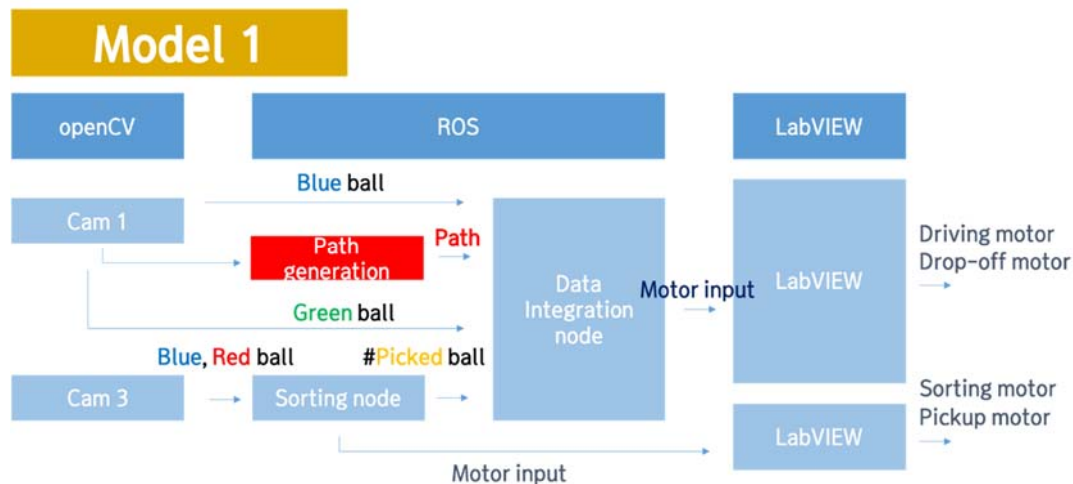 Model 1
openCV
ROS
LabVIEW
Blue ball
Cam 1
Path generation
Path
Green ball
Data
Integration
node
Motor input
LabVIEW
Driving motor
Drop-off motor
Blue, Red ball
#Picked ball
Cam 3
Sorting node
Sorting motor
Pickup motor
LabVIEW
Motor input